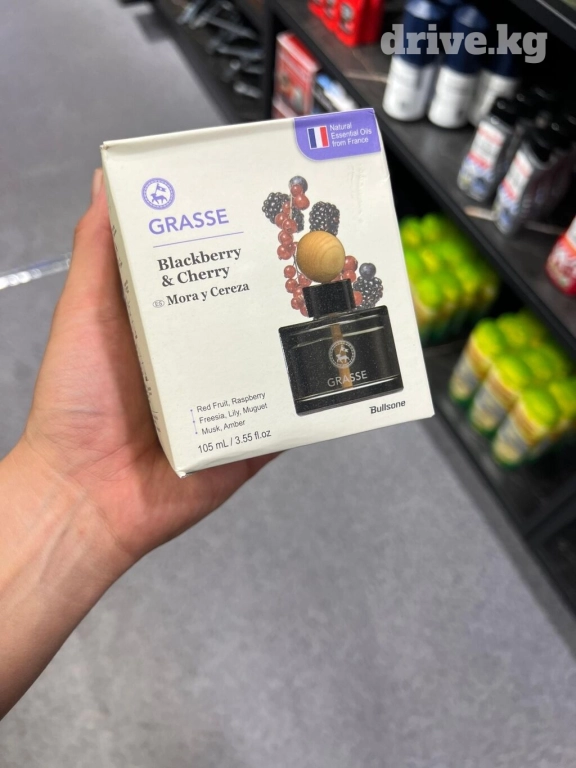 drive.kg
Natural
Essential Oils
from France
GRASSE
Blackberry
& Cherry
ES Mora y Cereza
GRASSE
Red Fruit, Raspberry
Freesia, Lily, Muguet
Musk, Amber
105 mL / 3.55 fl.oz
Bullsone